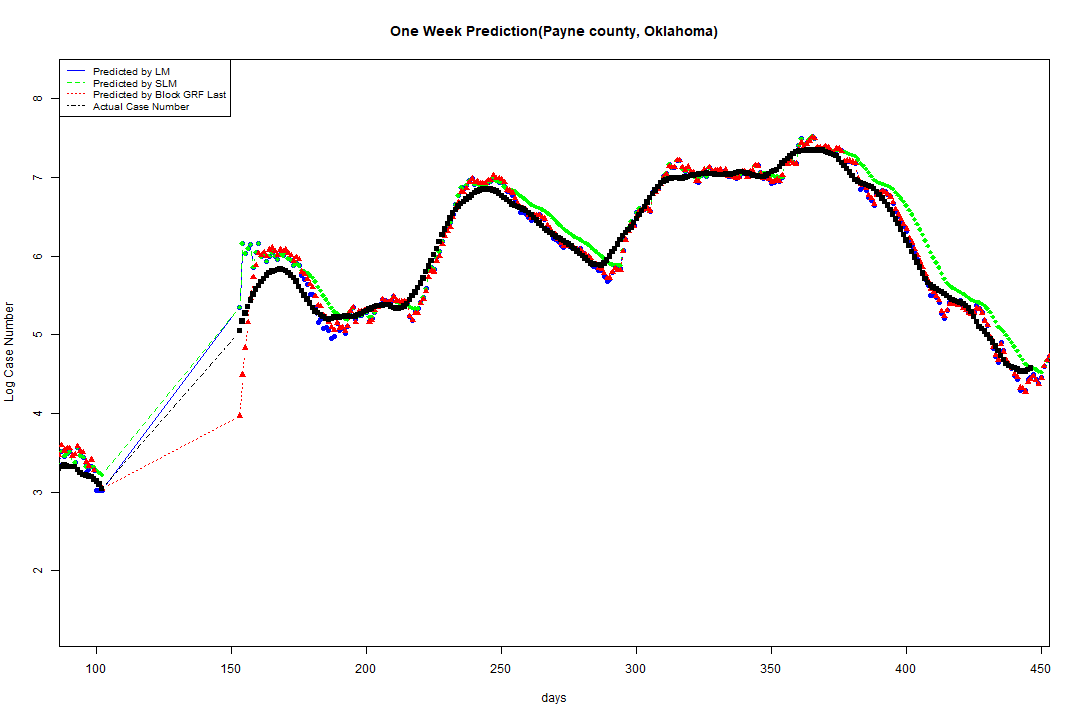 One Week Prediction(Payne county, Oklahoma)
Predicted by LM
Predicted by SLM
Predicted by Block GRF Last
Actual Case Number
8
7
6
5
4
3
2
Log Case Number
100 150 200 250 300 350 400 450
days